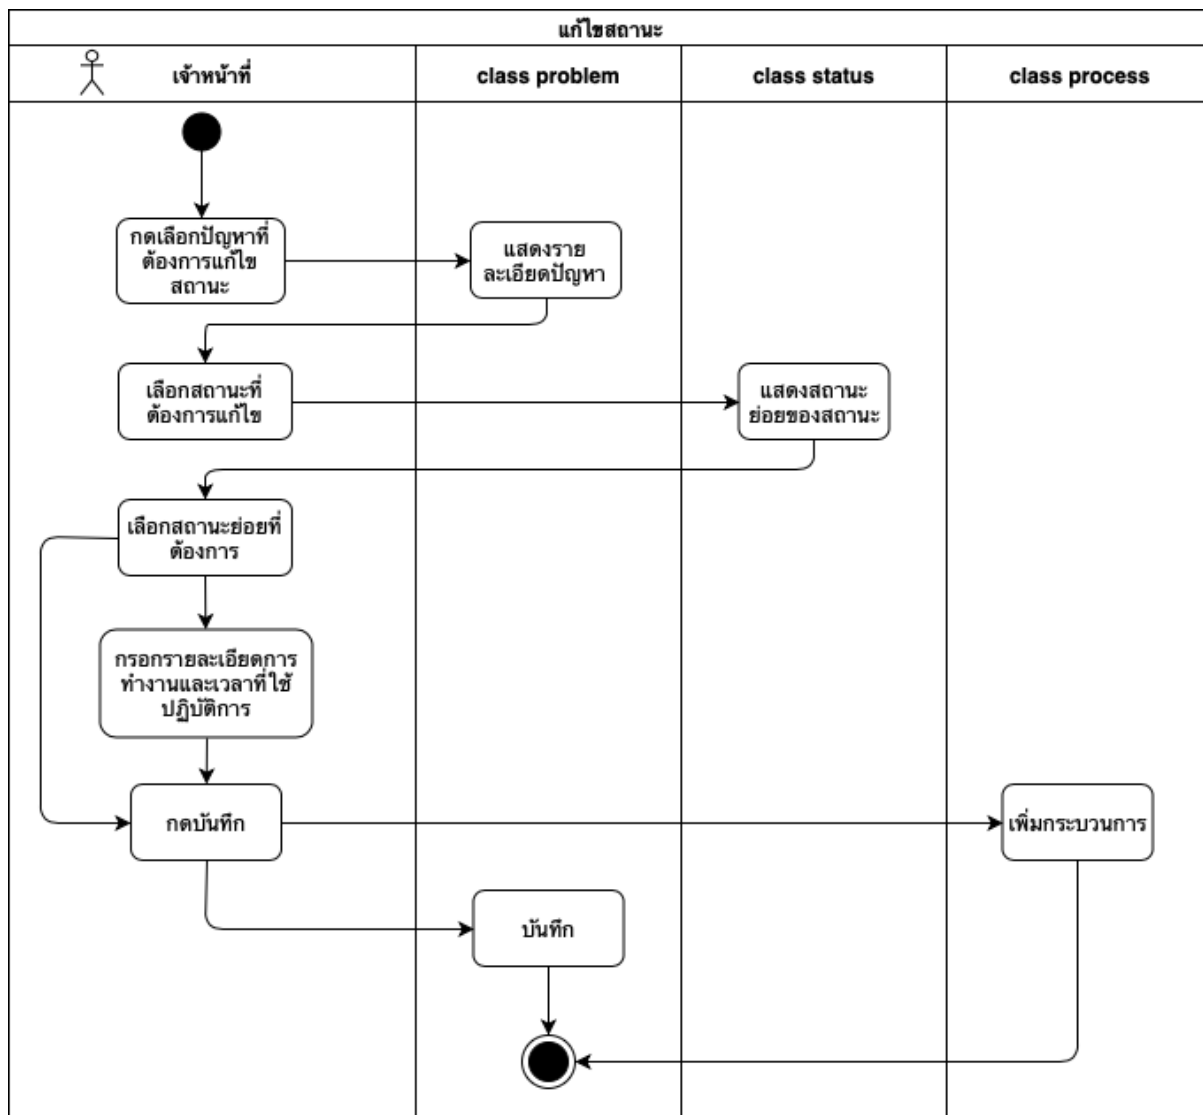 แก้ไขสถานะ
เจ้าหน้าที่
class problem
class status
class process
กดเลือกปัญหาที่
ต้องการแก้ไข
สถานะ
แสดงราย
ละเอียดปัญหา
เลือกสถานะที่
ต้องการแก้ไข
แสดงสถานะ
ย่อยของสถานะ
เลือกสถานะย่อยที่
ต้องการ
กรอกรายละเอียดการ
ทำงานและเวลาที่ใช้
ปฏิบัติการ
กดบันทึก
เพิ่มกระบวนการ
บันทึก